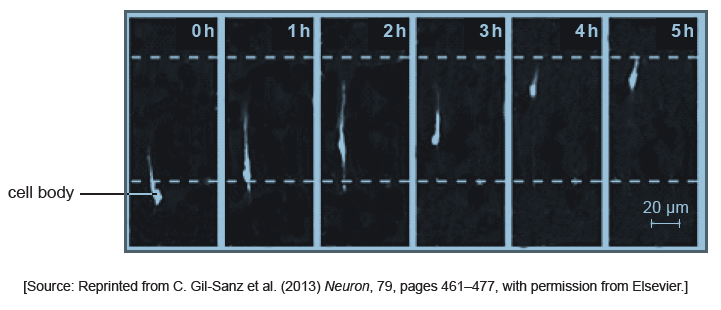 0 h 1 h 2 h 3 h 4 h 5 h
cell body
20 µm
[Source: Reprinted from C. Gil-Sanz et al. (2013) Neuron, 79, pages 461–477, with permission from Elsevier.]